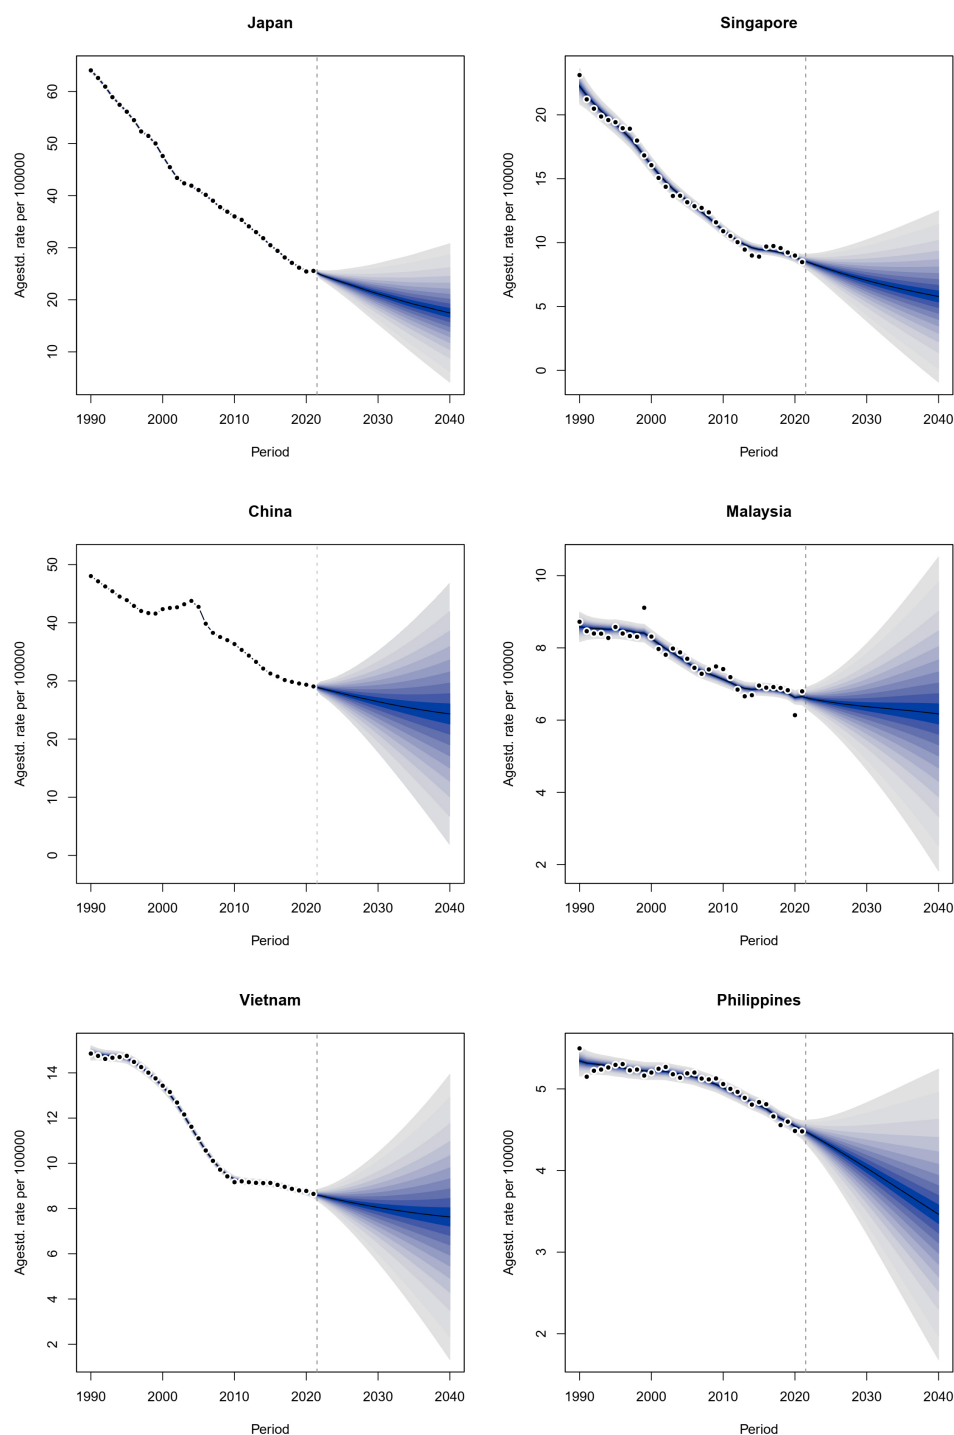 Japan
Agestd. rate per 100000
60
50
40
30
20
10
1990 2000 2010 2020 2030 2040
Period
Singapore
Agestd. rate per 100000
20
15
10
5
0
1990 2000 2010 2020 2030 2040
Period
China
Agestd. rate per 100000
50
40
30
20
10
0
1990 2000 2010 2020 2030 2040
Period
Malaysia
Agestd. rate per 100000
10
8
6
4
2
1990 2000 2010 2020 2030 2040
Period
Vietnam
Agestd. rate per 100000
14
12
10
8
6
4
2
1990 2000 2010 2020 2030 2040
Period
Philippines
Agestd. rate per 100000
5
4
3
2
1990 2000 2010 2020 2030 2040
Period